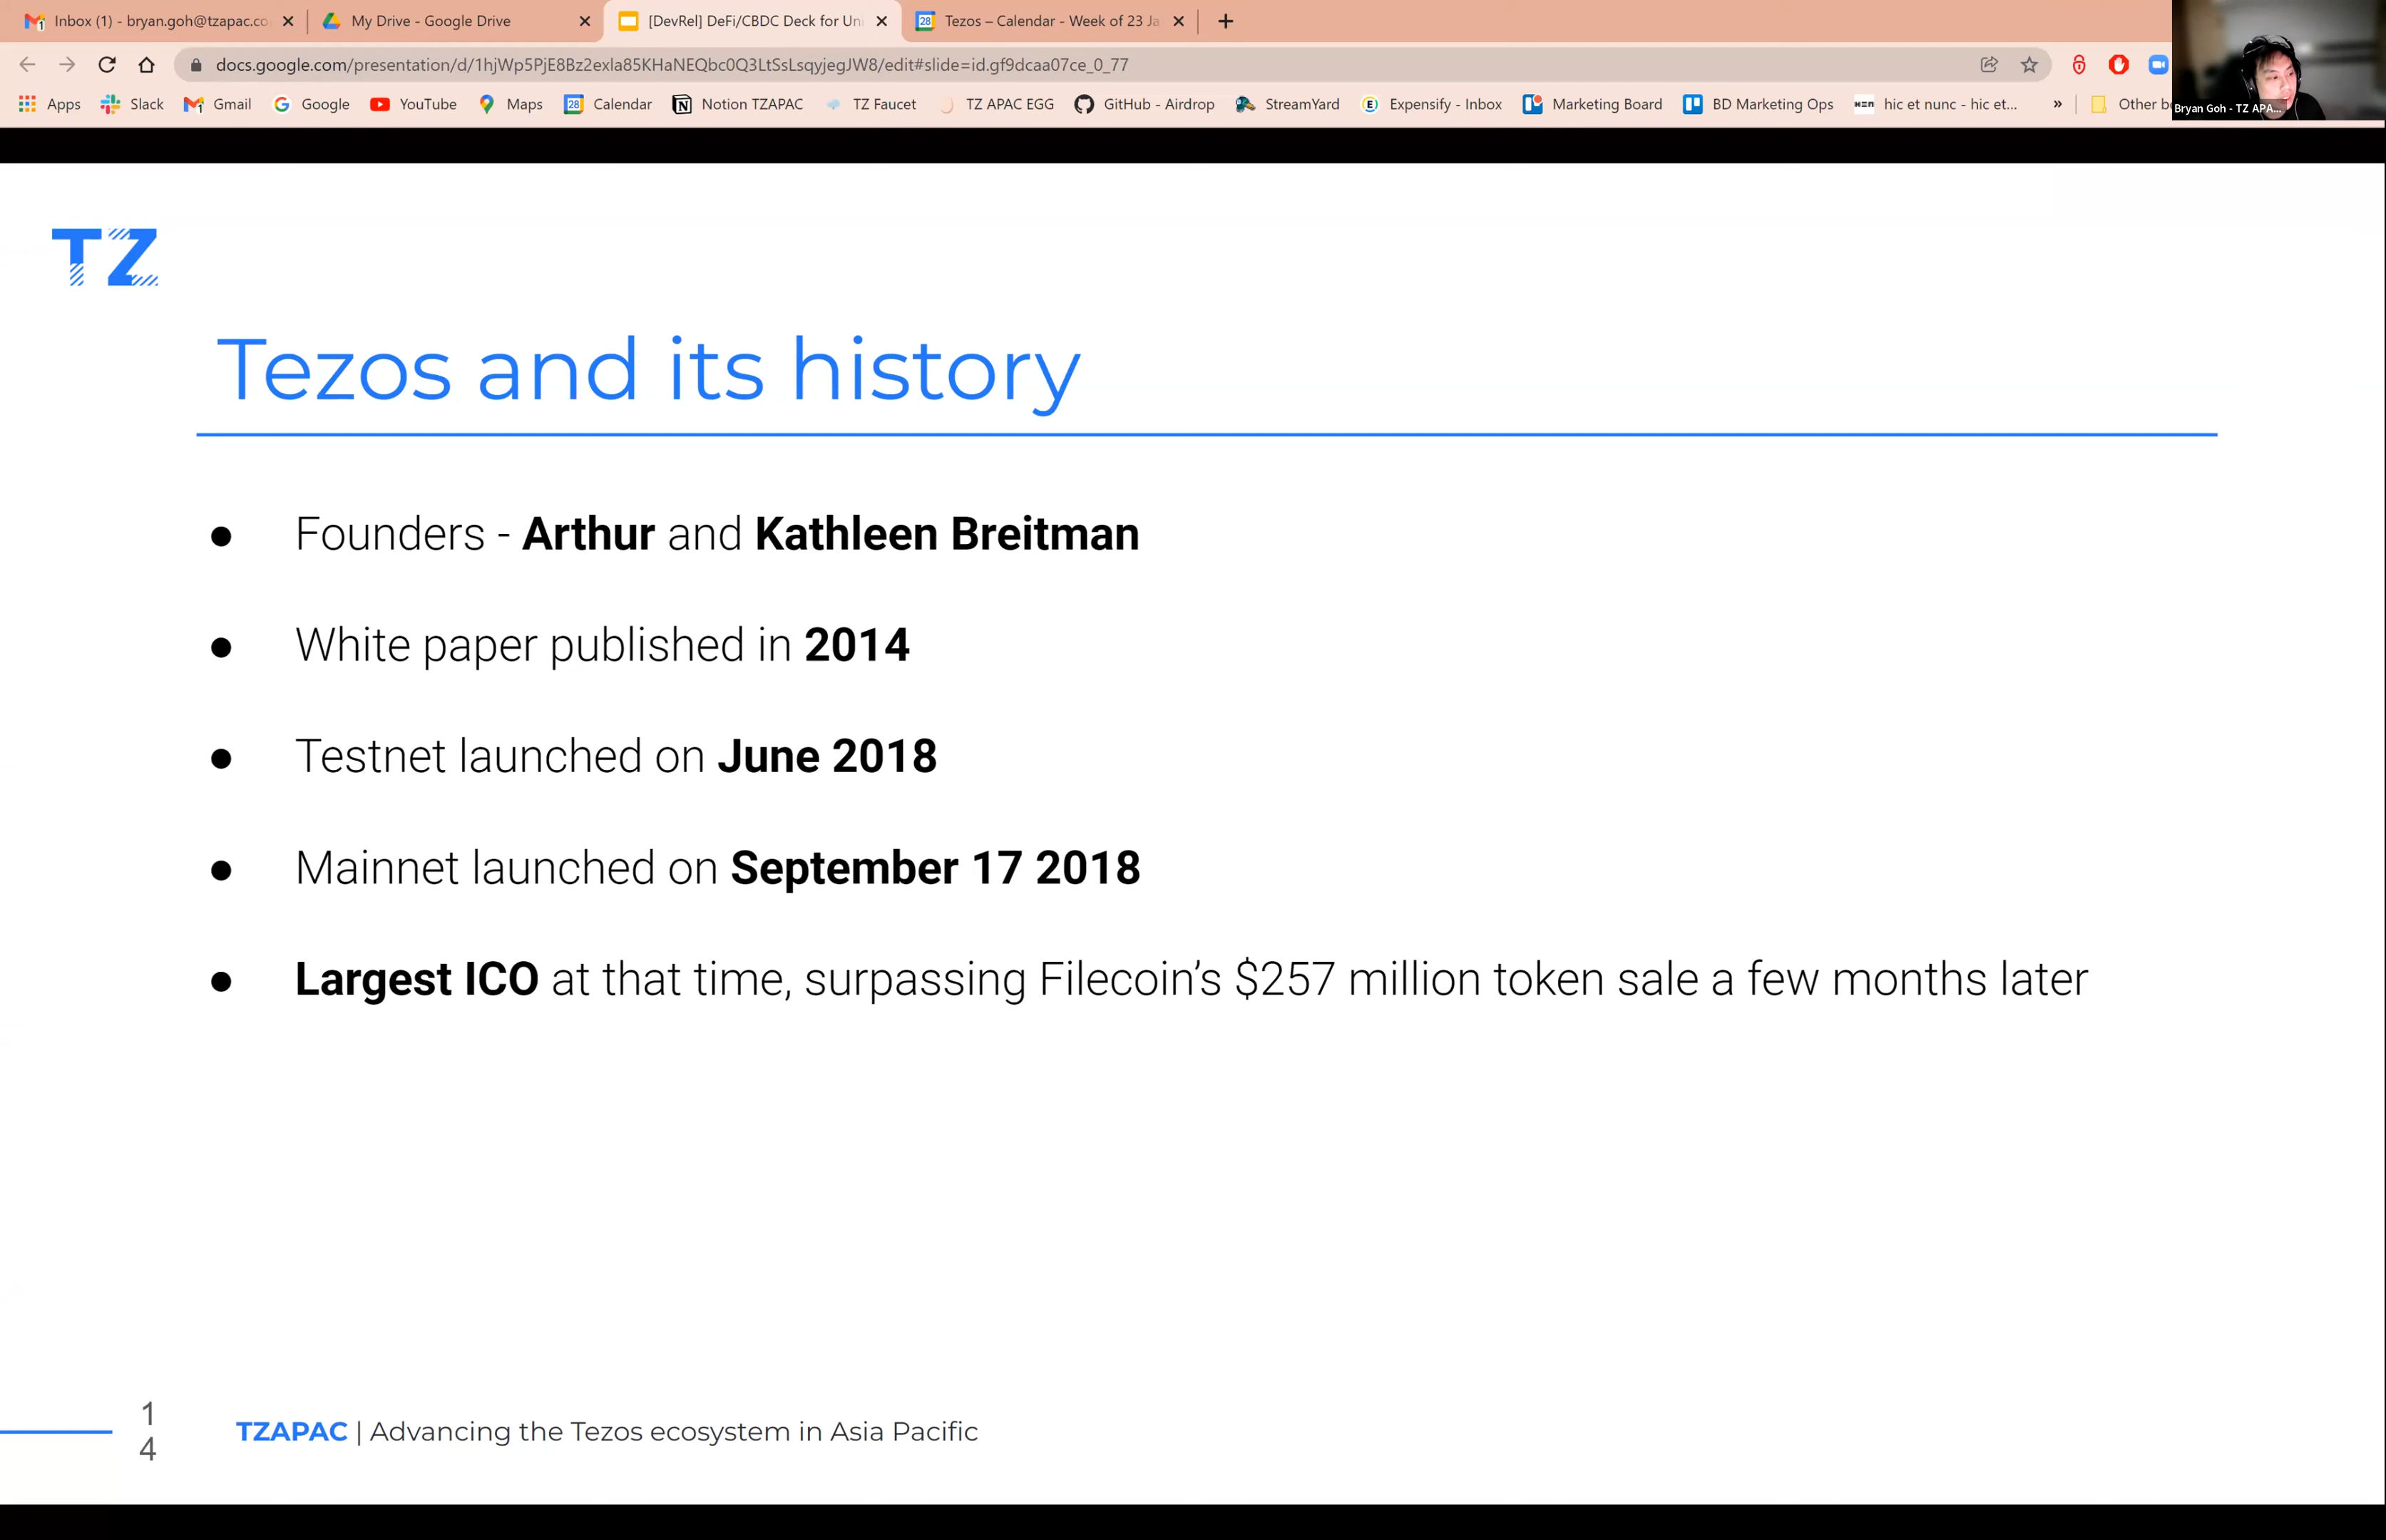 Inbox (1) - bryan.goh@tzapac.co
My Drive - Google Drive
[DevRel] DeFi/CBDC Deck for Uni
Tezos – Calendar - Week of 23 Ja
docs.google.com/presentation/d/1hjWp5PjE8Bz2exla85KHaNEQbc0Q3LtSsLsqyjegJW8/edit#slide=id.gf9dcaa07ce_0_77
Apps Slack Gmail Google YouTube Maps Calendar Notion TZAPAC TZ Faucet TZ APAC EGG GitHub - Airdrop StreamYard Expensify - Inbox Marketing Board BD Marketing Ops hic et nunc - hic et... » Other b
Bryan Goh - TZ APA...
TZ
Tezos and its history
● Founders - Arthur and Kathleen Breitman
● White paper published in 2014
● Testnet launched on June 2018
● Mainnet launched on September 17 2018
● Largest ICO at that time, surpassing Filecoin’s $257 million token sale a few months later
1
4
TZAPAC | Advancing the Tezos ecosystem in Asia Pacific